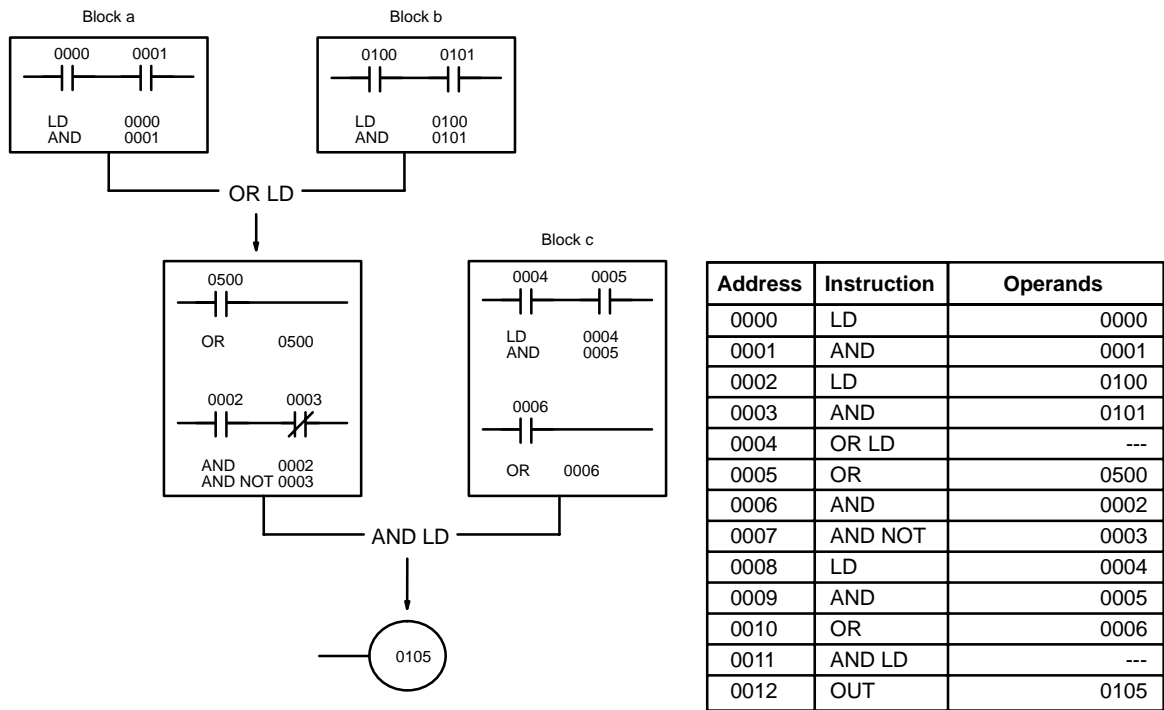 Block a
0000 0001
LD 0000
AND 0001
Block b
0100 0101
LD 0100
AND 0101
OR LD
0500
OR 0500
0002 0003
AND 0002
AND NOT 0003
Block c
0004 0005
LD 0004
AND 0005
0006
OR 0006
AND LD
0105
Address Instruction Operands
0000 LD 0000
0001 AND 0001
0002 LD 0100
0003 AND 0101
0004 OR LD ---
0005 OR 0500
0006 AND 0002
0007 AND NOT 0003
0008 LD 0004
0009 AND 0005
0010 OR 0006
0011 AND LD ---
0012 OUT 0105